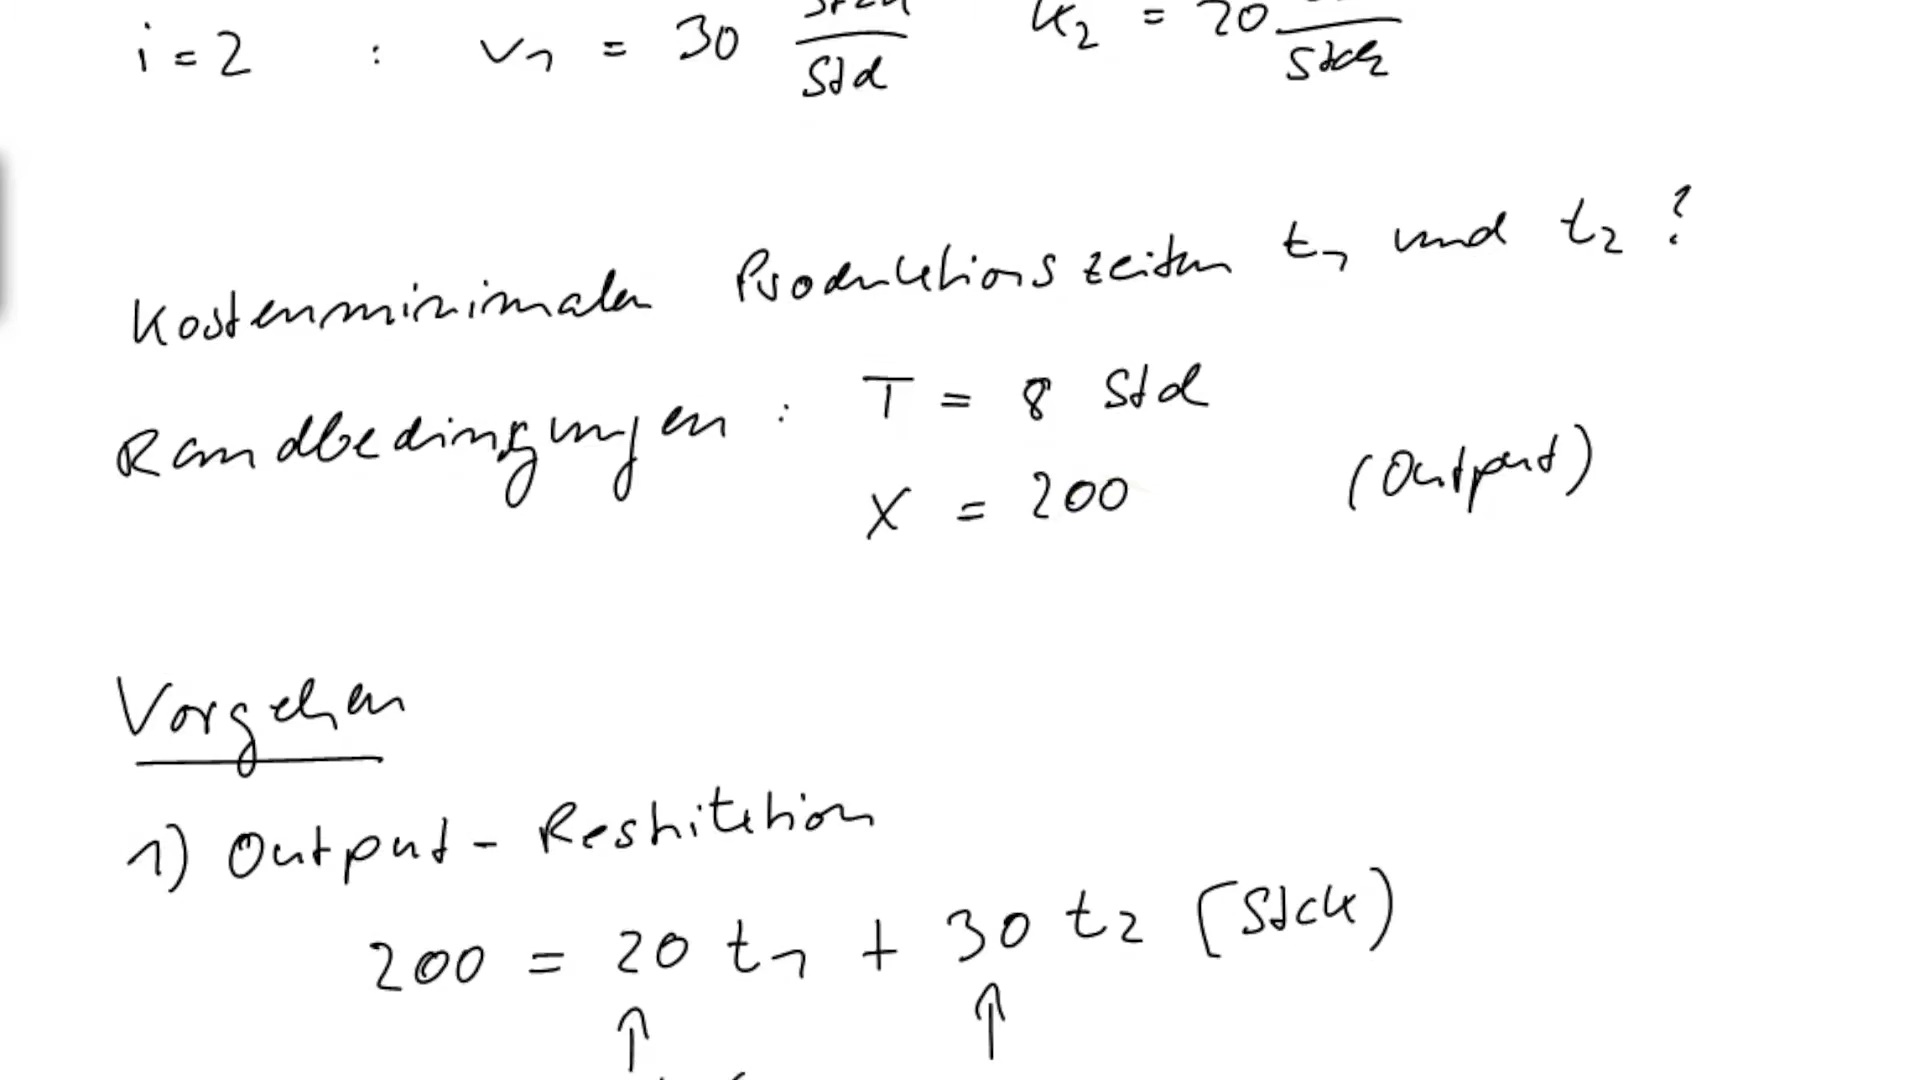 i = 2 : v1 = 30 Stck/Std k2 = 20 /Stck
Kostenminimalen Produktionszeiten t1 und t2 ?
Randbedingungen : T = 8 Std
X = 200 (Output)
Vorgehen
1) Output - Restriktion
200 = 20 t1 + 30 t2 [Stck)
↑ ↑